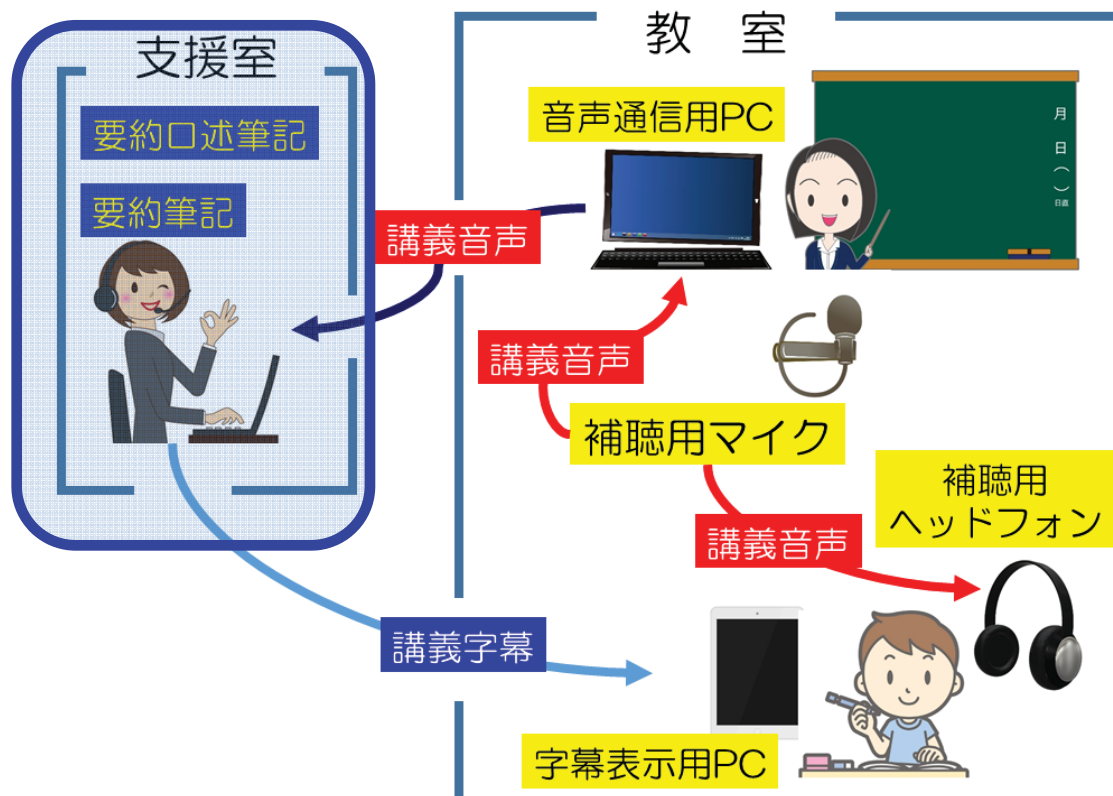 支援室
要約口述筆記
要約筆記
教 室
音声通信用PC
月
日
( )
日直
講義音声
講義音声
補聴用マイク
講義音声
補聴用
ヘッドフォン
講義字幕
字幕表示用PC